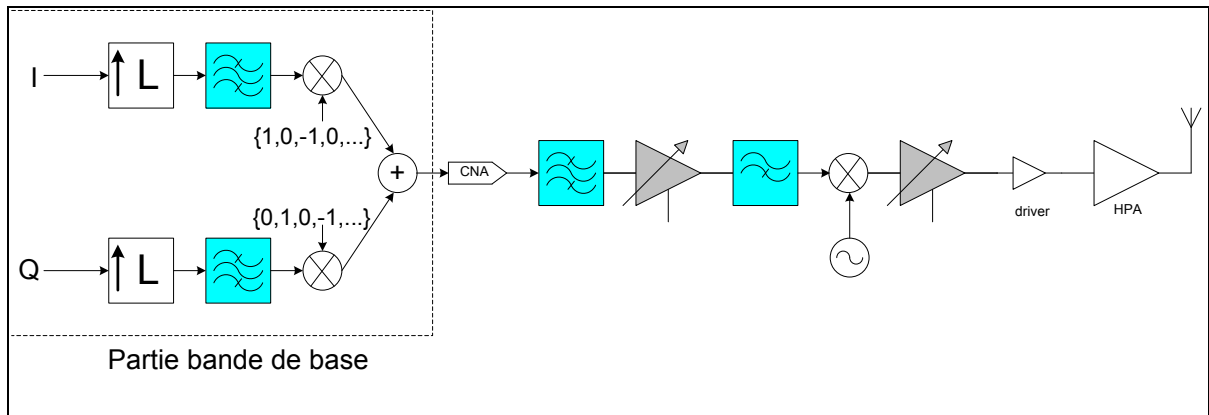 I
L
{1,0,-1,0,...}
+
CNA
{0,1,0,-1,...}
driver
HPA
Q
L
Partie bande de base